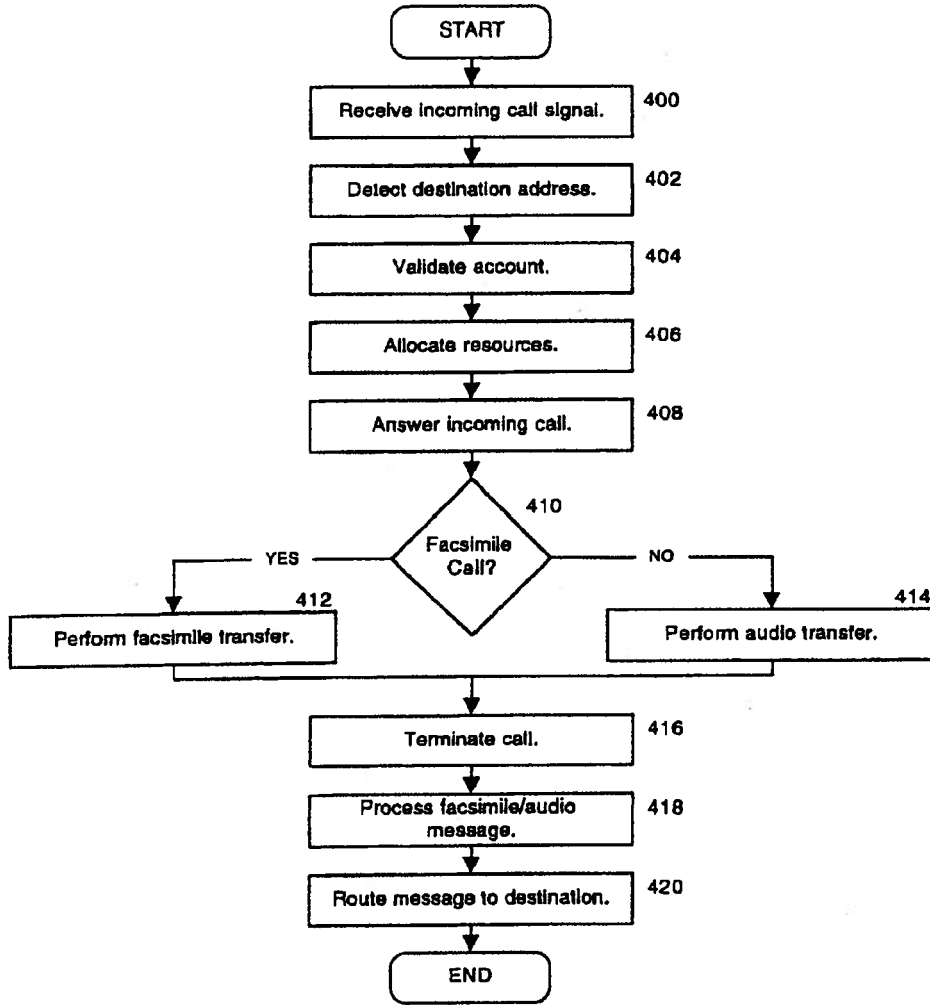 START
Receive incoming call signal.
400
Detect destination address.
402
Validate account.
404
Allocate resources.
406
Answer incoming call.
408
410
Facsimile
Call?
YES
NO
412
Perform facsimile transfer.
414
Perform audio transfer.
Terminate call.
416
Process facsimile/audio
message.
418
Route message to destination.
420
END